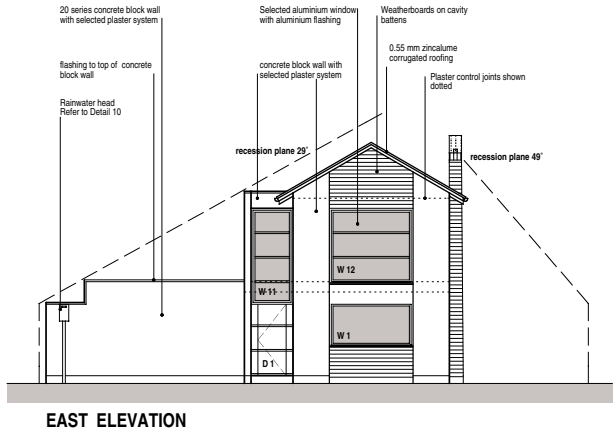 20 series concrete block wall
with selected plaster system
Selected aluminium window
with aluminium flashing
Weatherboards on cavity
battens
0.55 mm zincalume
corrugated roofing
flashing to top of concrete
block wall
concrete block wall with
selected plaster system
Plaster control joints shown
dotted
Rainwater head
Refer to Detail 10
recession plane 29°
recession plane 49°
W 11
W 12
W 1
D 1
EAST ELEVATION